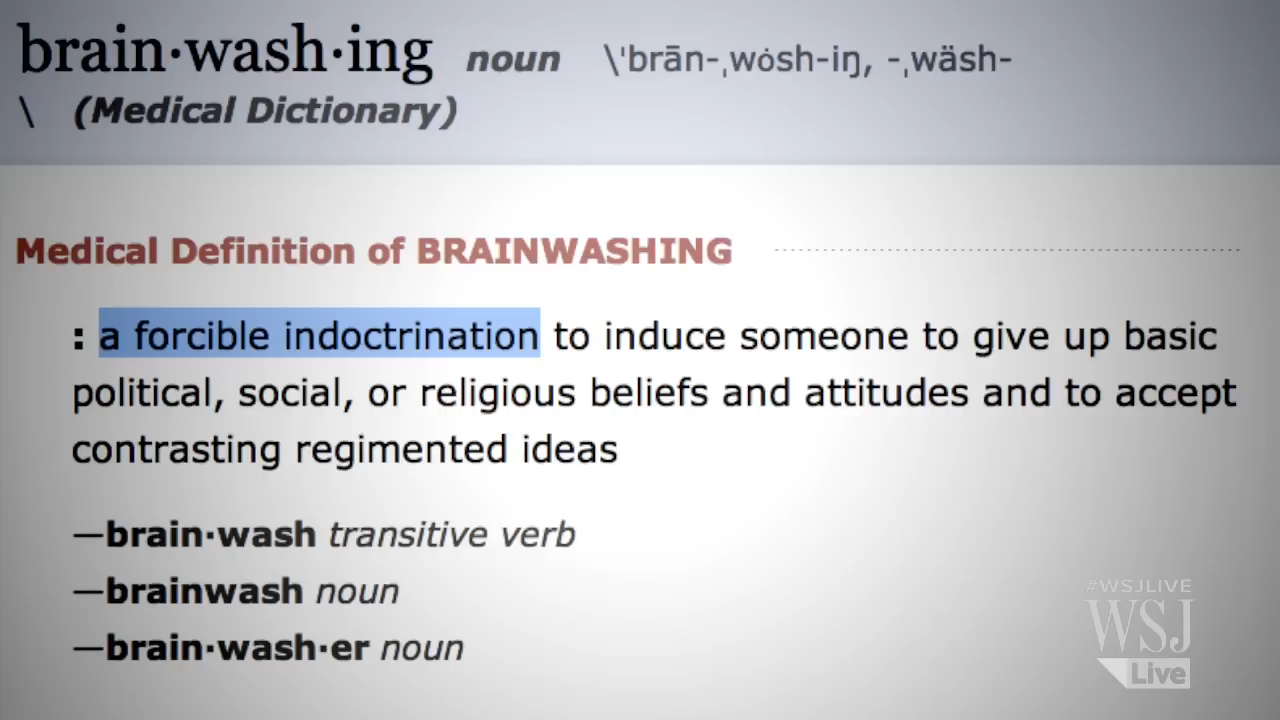 brain·wash·ing noun \ˈbrān-ˌwȯsh-iŋ, -ˌwäsh-
\ (Medical Dictionary)
Medical Definition of BRAINWASHING
: a forcible indoctrination to induce someone to give up basic
political, social, or religious beliefs and attitudes and to accept
contrasting regimented ideas
—brain·wash transitive verb
—brainwash noun
—brain·wash·er noun
#WSJLIVE
WSJ
Live